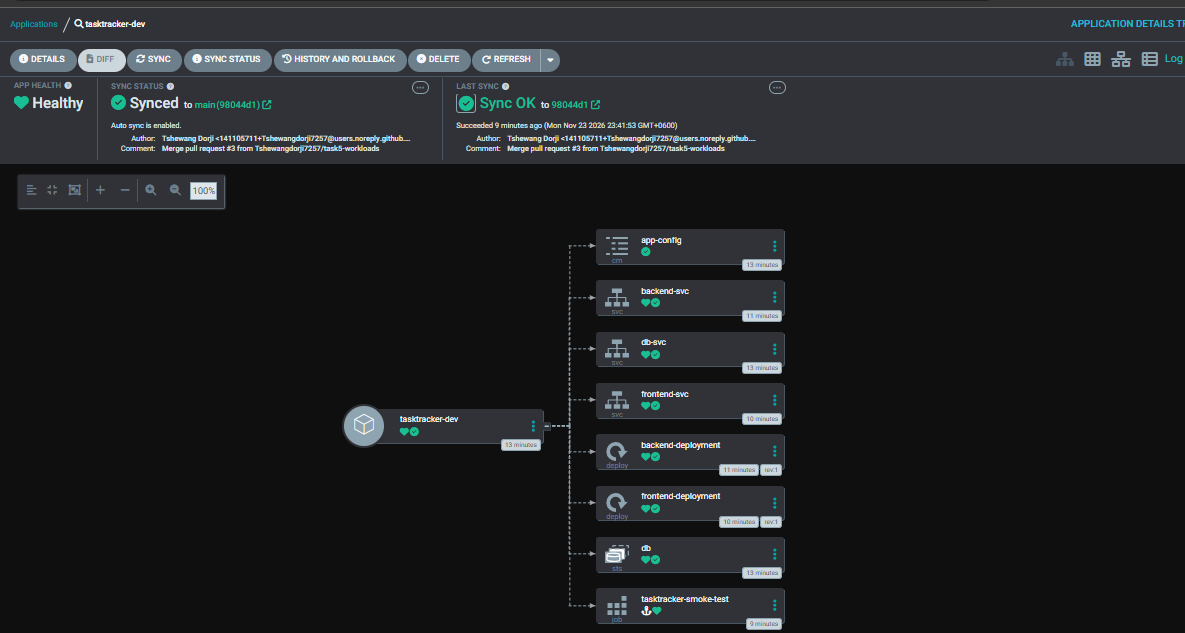 Applications / tasktracker-dev
APPLICATION DETAILS TR
DETAILS DIFF SYNC SYNC STATUS HISTORY AND ROLLBACK DELETE REFRESH
Log
APP HEALTH
Healthy
SYNC STATUS
Synced to main (98044d1)
Auto sync is enabled.
Author: Tshewang Dorji <141105711+Tshewangdorji7257@users.noreply.github....
Comment: Merge pull request #3 from Tshewangdorji7257/task5-workloads
LAST SYNC
Sync OK to 98044d1
Succeeded 9 minutes ago (Mon Nov 23 2026 23:41:53 GMT+0600)
Author: Tshewang Dorji <141105711+Tshewangdorji7257@users.noreply.github....
Comment: Merge pull request #3 from Tshewangdorji7257/task5-workloads
100%
tasktracker-dev
13 minutes
app-config
cm
13 minutes
backend-svc
svc
11 minutes
db-svc
svc
13 minutes
frontend-svc
svc
10 minutes
backend-deployment
deploy
11 minutes rev:1
frontend-deployment
deploy
10 minutes rev:1
db
sts
13 minutes
tasktracker-smoke-test
job
9 minutes